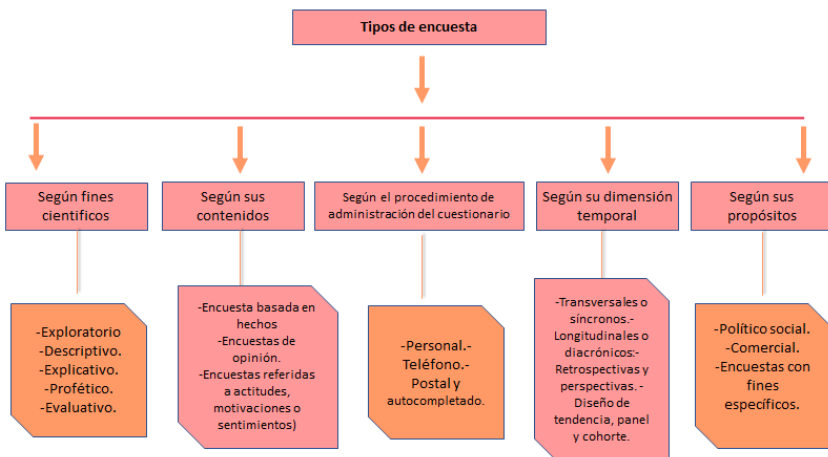 Tipos de encuesta
Según fines
cientificos
Según sus
contenidos
Según el procedimiento de
administración del cuestionario
Según su dimensión
temporal
Según sus
propósitos
-Exploratorio
-Descriptivo.
-Explicativo.
-Profético.
-Evaluativo.
-Encuesta basada en
hechos
-Encuestas de
opinión.
-Encuestas referidas
a actitudes,
motivaciones o
sentimientos)
-Personal.-
Teléfono.-
Postal y
autocompletado.
-Transversales o
síncronos.-
Longitudinales o
diacrónicos:-
Retrospectivas y
perspectivas. -
Diseño de
tendencia, panel
y cohorte.
-Político social.
-Comercial.
-Encuestas con
fines
específicos.